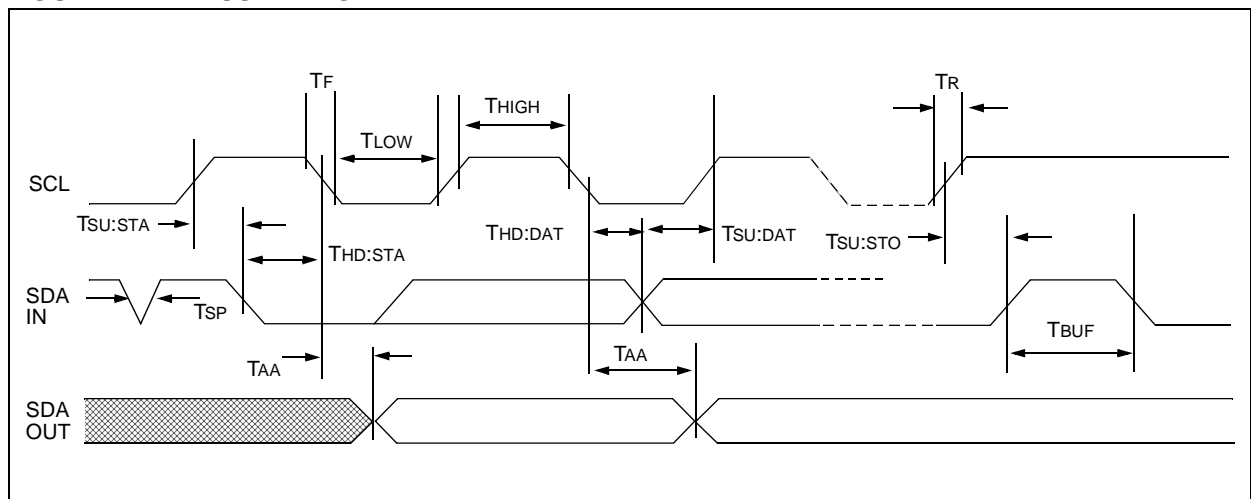 TF
TR
THIGH
TLOW
SCL
TSU:STA
THD:STA
THD:DAT
TSU:DAT
TSU:STO
SDA
IN
TSP
TBUF
TAA
TAA
SDA
OUT